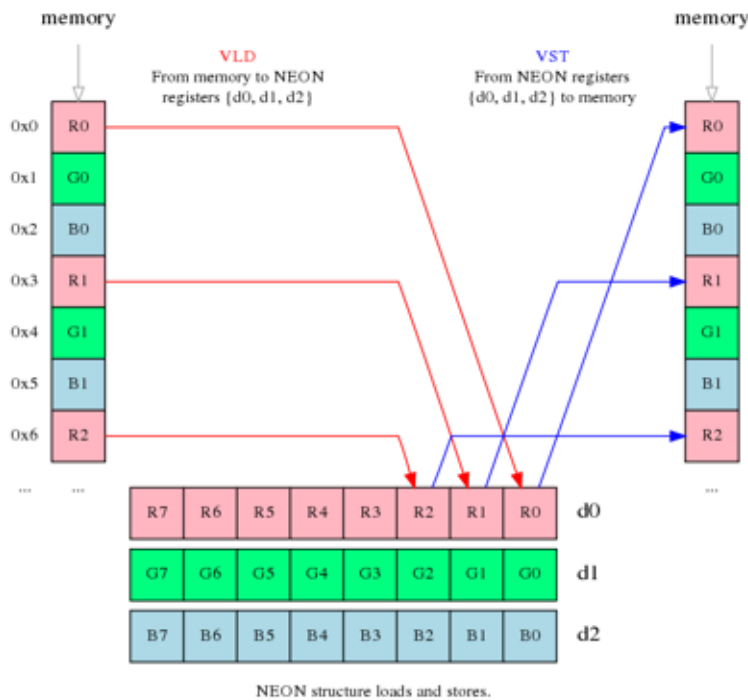 memory
memory
VLD
From memory to NEON
registers {d0, d1, d2}
VST
From NEON registers
{d0, d1, d2} to memory
0x0 R0
0x1 G0
0x2 B0
0x3 R1
0x4 G1
0x5 B1
0x6 R2
... ...
R0
G0
B0
R1
G1
B1
R2
...
R7 R6 R5 R4 R3 R2 R1 R0 d0
G7 G6 G5 G4 G3 G2 G1 G0 d1
B7 B6 B5 B4 B3 B2 B1 B0 d2
NEON structure loads and stores.